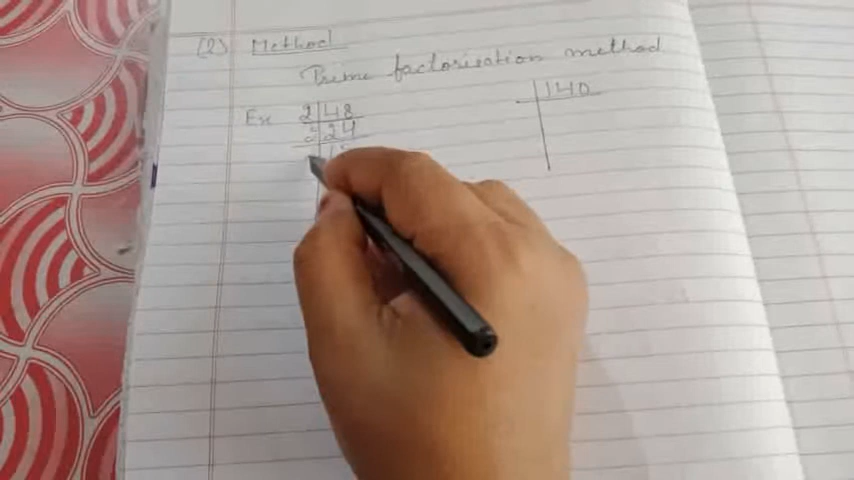 (2) Method
Prime factorisation method
Ex 2 48
2 24
140